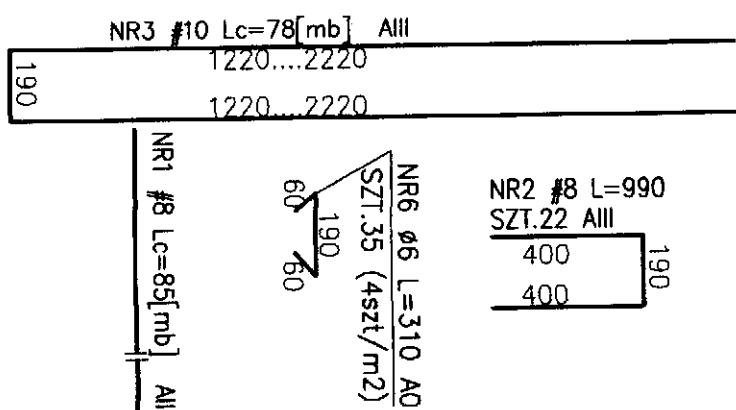 NR3 #10 Lc=78[mb] AIII
1220....2220
190
1220....2220
NR1 #8 Lc=85[mb] AII
60
190
60
NR6 ø6 L=310 A0
SZT.35 (4szt/m2)
NR2 #8 L=990
SZT.22 AIII
400
190
400